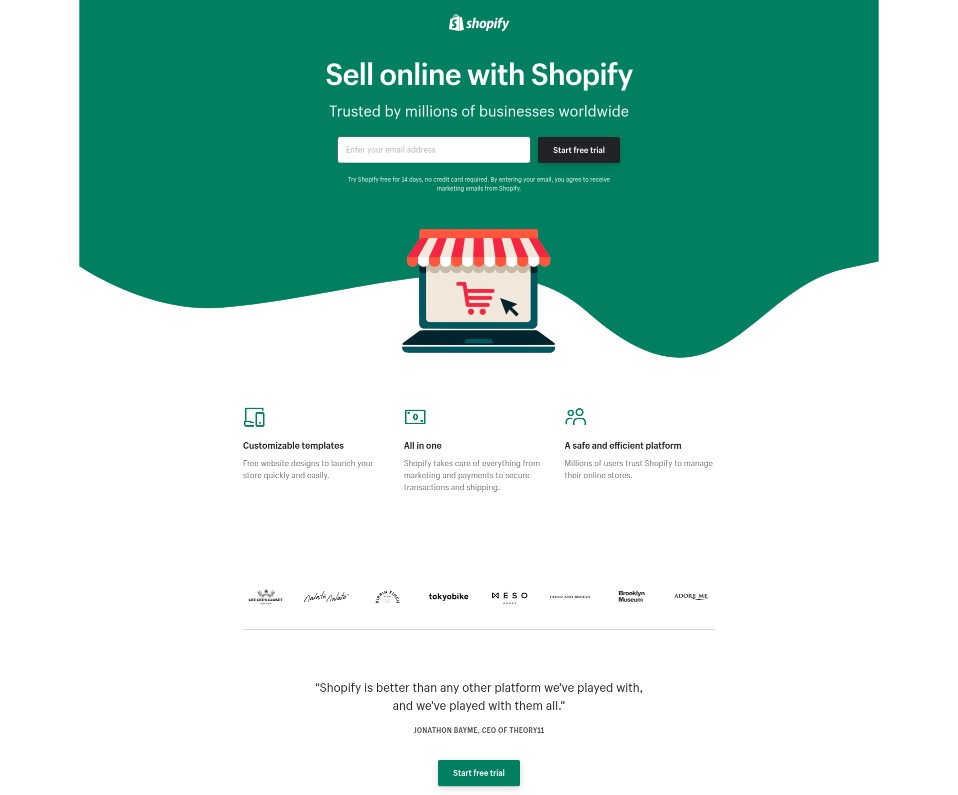 shopify
Sell online with Shopify
Trusted by millions of businesses worldwide
Enter your email address
Start free trial
Try Shopify free for 14 days, no credit card required. By entering your email, you agree to receive
marketing emails from Shopify.
Customizable templates
Free website designs to launch your
store quickly and easily.
All in one
Shopify takes care of everything from
marketing and payments to secure
transactions and shipping.
A safe and efficient platform
Millions of users trust Shopify to manage
their online stores.
tokyobike
MESO
Brooklyn
Museum
ADORE ME
“Shopify is better than any other platform we’ve played with,
and we’ve played with them all.”
JONATHON BAYME, CEO OF THEORY11
Start free trial